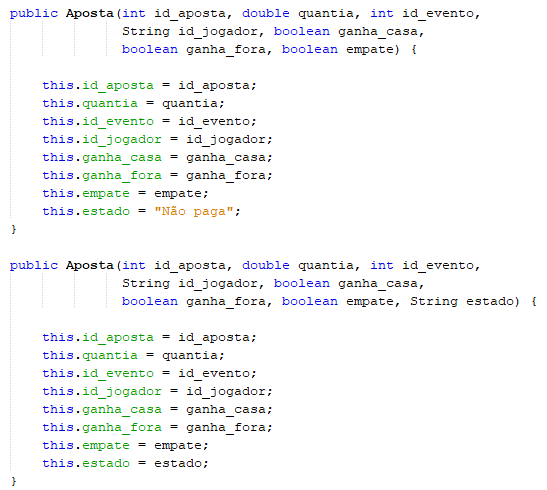 public Aposta(int id_aposta, double quantia, int id_evento,
String id_jogador, boolean ganha_casa,
boolean ganha_fora, boolean empate) {
this.id_aposta = id_aposta;
this.quantia = quantia;
this.id_evento = id_evento;
this.id_jogador = id_jogador;
this.ganha_casa = ganha_casa;
this.ganha_fora = ganha_fora;
this.empate = empate;
this.estado = "Não paga";
}
public Aposta(int id_aposta, double quantia, int id_evento,
String id_jogador, boolean ganha_casa,
boolean ganha_fora, boolean empate, String estado) {
this.id_aposta = id_aposta;
this.quantia = quantia;
this.id_evento = id_evento;
this.id_jogador = id_jogador;
this.ganha_casa = ganha_casa;
this.ganha_fora = ganha_fora;
this.empate = empate;
this.estado = estado;
}